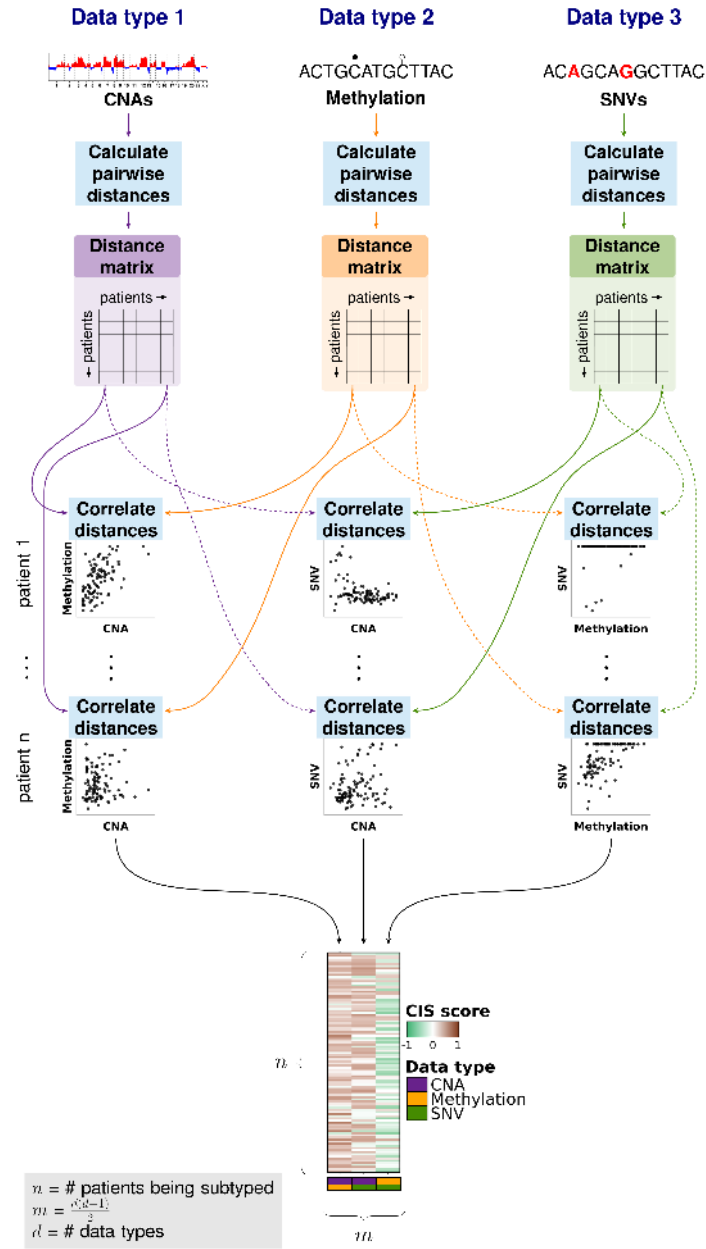 Data type 1
Data type 2
Data type 3
ACTGCATGCTTAC
ACAGCAGGCTTAC
CNAs
Methylation
SNVs
Calculate
pairwise
distances
Calculate
pairwise
distances
Calculate
pairwise
distances
Distance
matrix
Distance
matrix
Distance
matrix
patients
patients
patients
patients
patients
patients
patient 1
Correlate
distances
Correlate
distances
Correlate
distances
Methylation
CNA
SNV
CNA
SNV
Methylation
. . .
patient n
Correlate
distances
Correlate
distances
Correlate
distances
Methylation
CNA
SNV
CNA
SNV
Methylation
n
CIS score
-1 0 1
Data type
CNA
Methylation
SNV
m
n = # patients being subtyped
m = d(d−1)/2
d = # data types